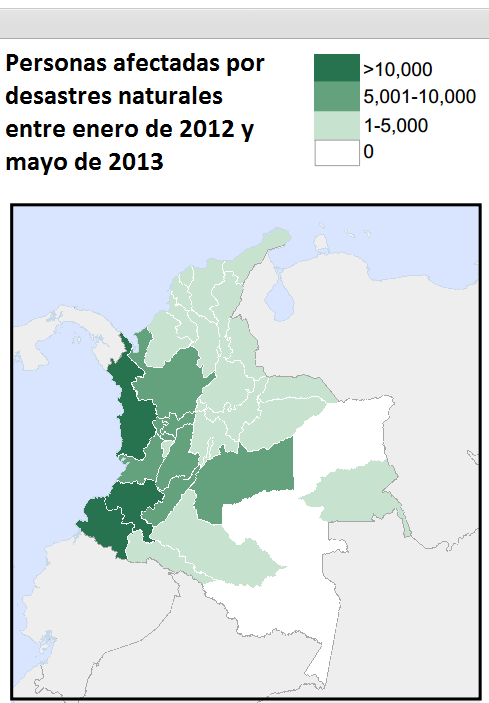 Personas afectadas por
desastres naturales
entre enero de 2012 y
mayo de 2013
>10,000
5,001-10,000
1-5,000
0